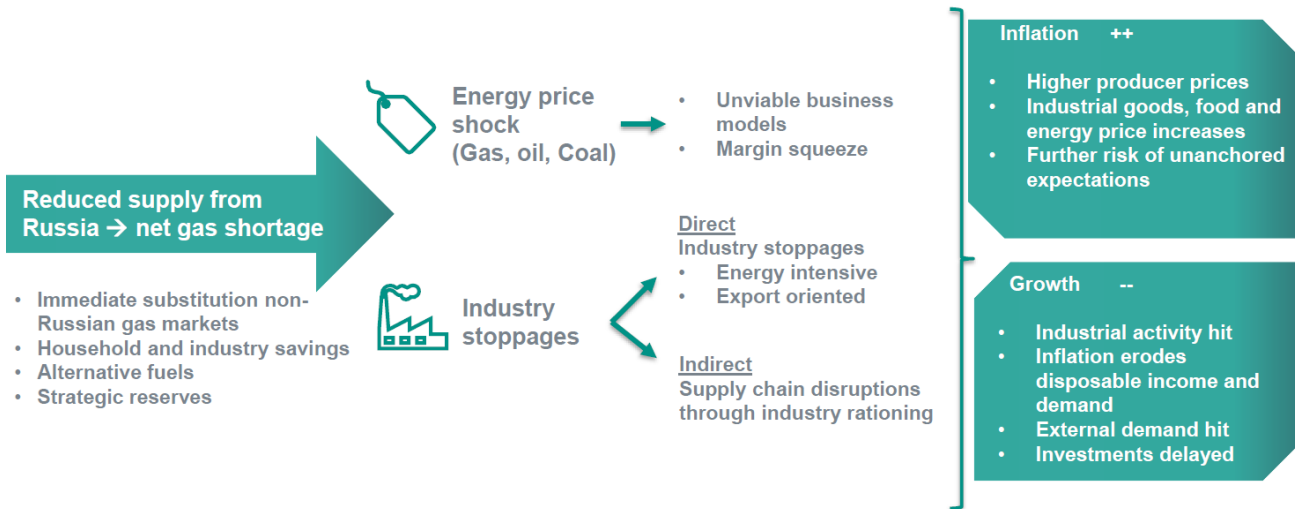 Reduced supply from
Russia → net gas shortage
• Immediate substitution non-
Russian gas markets
• Household and industry savings
• Alternative fuels
• Strategic reserves
Energy price
shock
(Gas, oil, Coal)
• Unviable business
models
• Margin squeeze
Industry
stoppages
Direct
Industry stoppages
• Energy intensive
• Export oriented
Indirect
Supply chain disruptions
through industry rationing
Inflation ++
• Higher producer prices
• Industrial goods, food and
energy price increases
• Further risk of unanchored
expectations
Growth --
• Industrial activity hit
• Inflation erodes
disposable income and
demand
• External demand hit
• Investments delayed